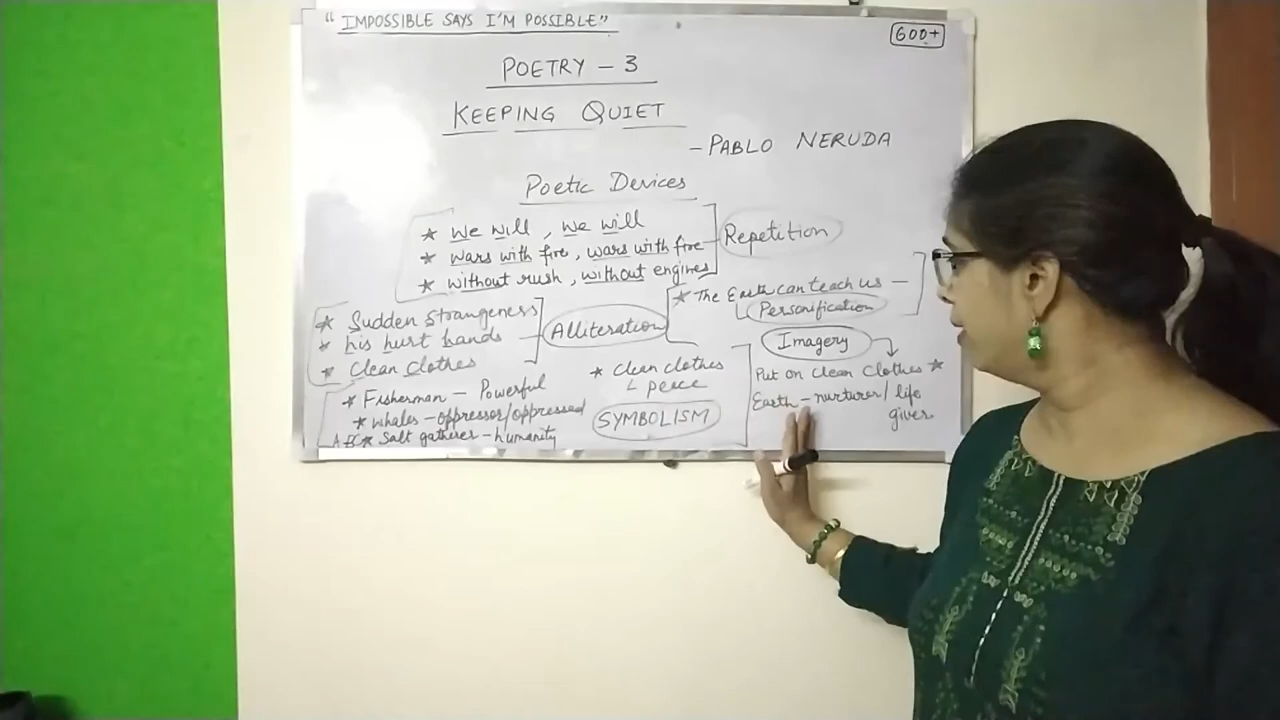 "IMPOSSIBLE SAYS I'M POSSIBLE"
600+
POETRY - 3
KEEPING QUIET
- PABLO NERUDA
Poetic Devices
* We will, we will
* wars with fire, wars with fire
* without rush, without engines
Repetition
* The Earth can teach us -
Personification
* Sudden strangeness
* his hurt hands
* Clean clothes
Alliteration
Imagery
Put on clean clothes *
Earth - nurturer/life
giver
* Clean clothes
peace
SYMBOLISM
* Fisherman - Powerful
* whales - oppressor/oppressed
* Salt gatherer - humanity